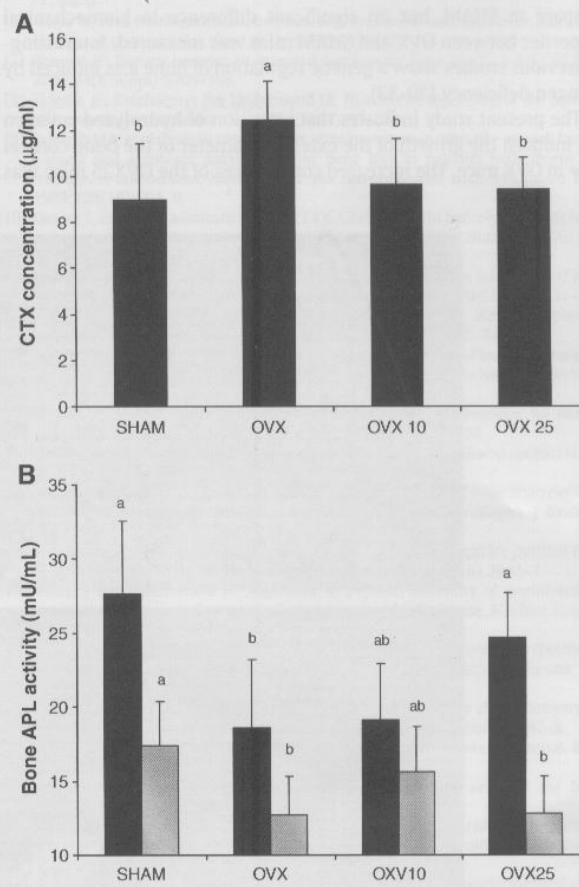 A
16
14
12
10
8
6
4
2
0
CTX concentration (μg/ml)
b
a
b
b
SHAM
OVX
OVX 10
OVX 25
B
35
30
25
20
15
10
Bone APL activity (mU/mL)
a
a
b
b
ab
ab
a
b
SHAM
OVX
OXV10
OVX25